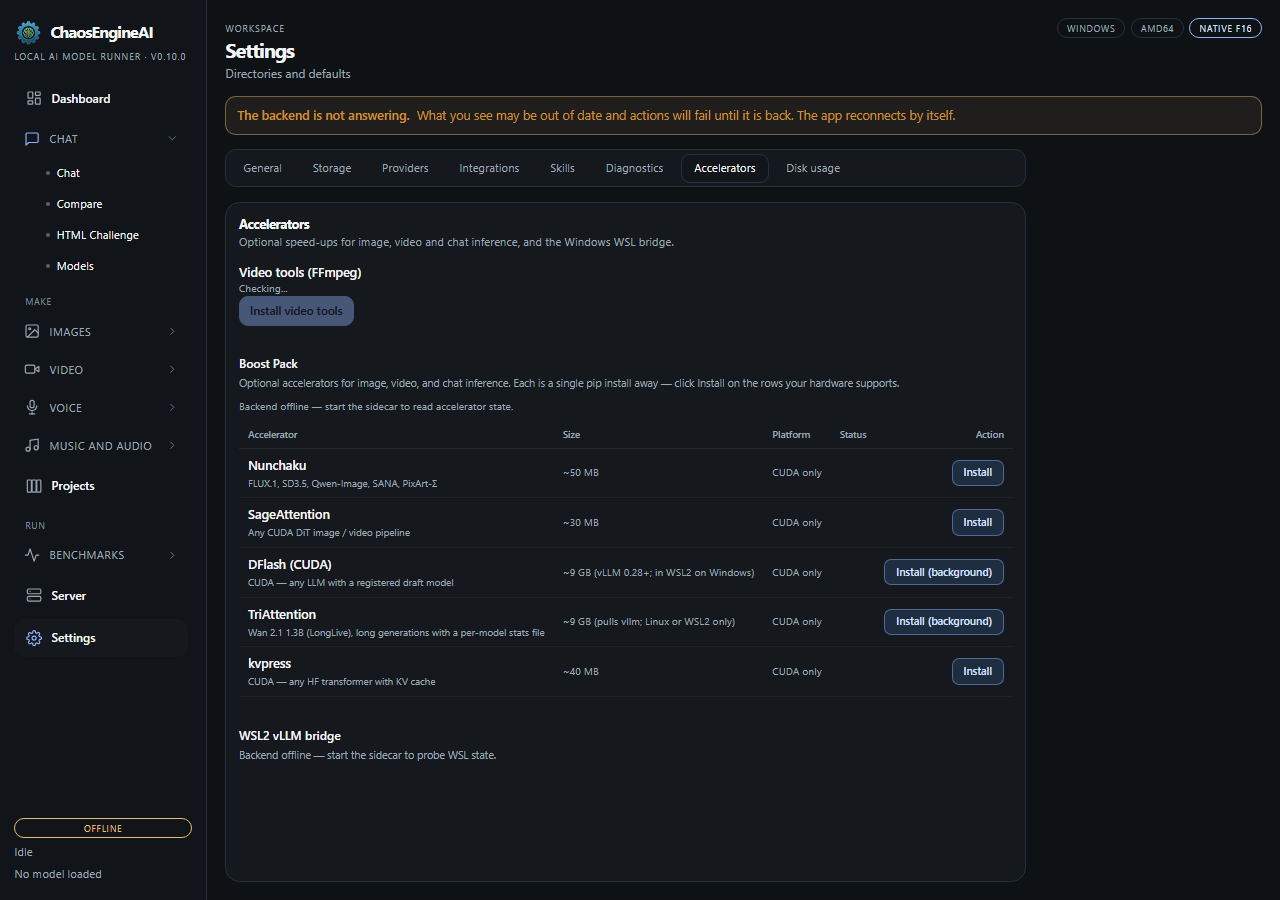 ChaosEngineAI
LOCAL AI MODEL RUNNER · V0.10.0
Dashboard
CHAT
Chat
Compare
HTML Challenge
Models
MAKE
IMAGES
VIDEO
VOICE
MUSIC AND AUDIO
Projects
RUN
BENCHMARKS
Server
Settings
OFFLINE
Idle
No model loaded
WORKSPACE
Settings
Directories and defaults
WINDOWS
AMD64
NATIVE F16
The backend is not answering. What you see may be out of date and actions will fail until it is back. The app reconnects by itself.
General Storage Providers Integrations Skills Diagnostics Accelerators Disk usage
Accelerators
Optional speed-ups for image, video and chat inference, and the Windows WSL bridge.
Video tools (FFmpeg)
Checking...
Install video tools
Boost Pack
Optional accelerators for image, video, and chat inference. Each is a single pip install away — click Install on the rows your hardware supports.
Backend offline — start the sidecar to read accelerator state.
Accelerator Size Platform Status Action
Nunchaku
FLUX.1, SD3.5, Qwen-Image, SANA, PixArt-Σ
~50 MB CUDA only Install
SageAttention
Any CUDA DiT image / video pipeline
~30 MB CUDA only Install
DFlash (CUDA)
CUDA — any LLM with a registered draft model
~9 GB (vLLM 0.28+; in WSL2 on Windows) CUDA only Install (background)
TriAttention
Wan 2.1 1.3B (LongLive), long generations with a per-model stats file
~9 GB (pulls vllm; Linux or WSL2 only) CUDA only Install (background)
kvpress
CUDA — any HF transformer with KV cache
~40 MB CUDA only Install
WSL2 vLLM bridge
Backend offline — start the sidecar to probe WSL state.